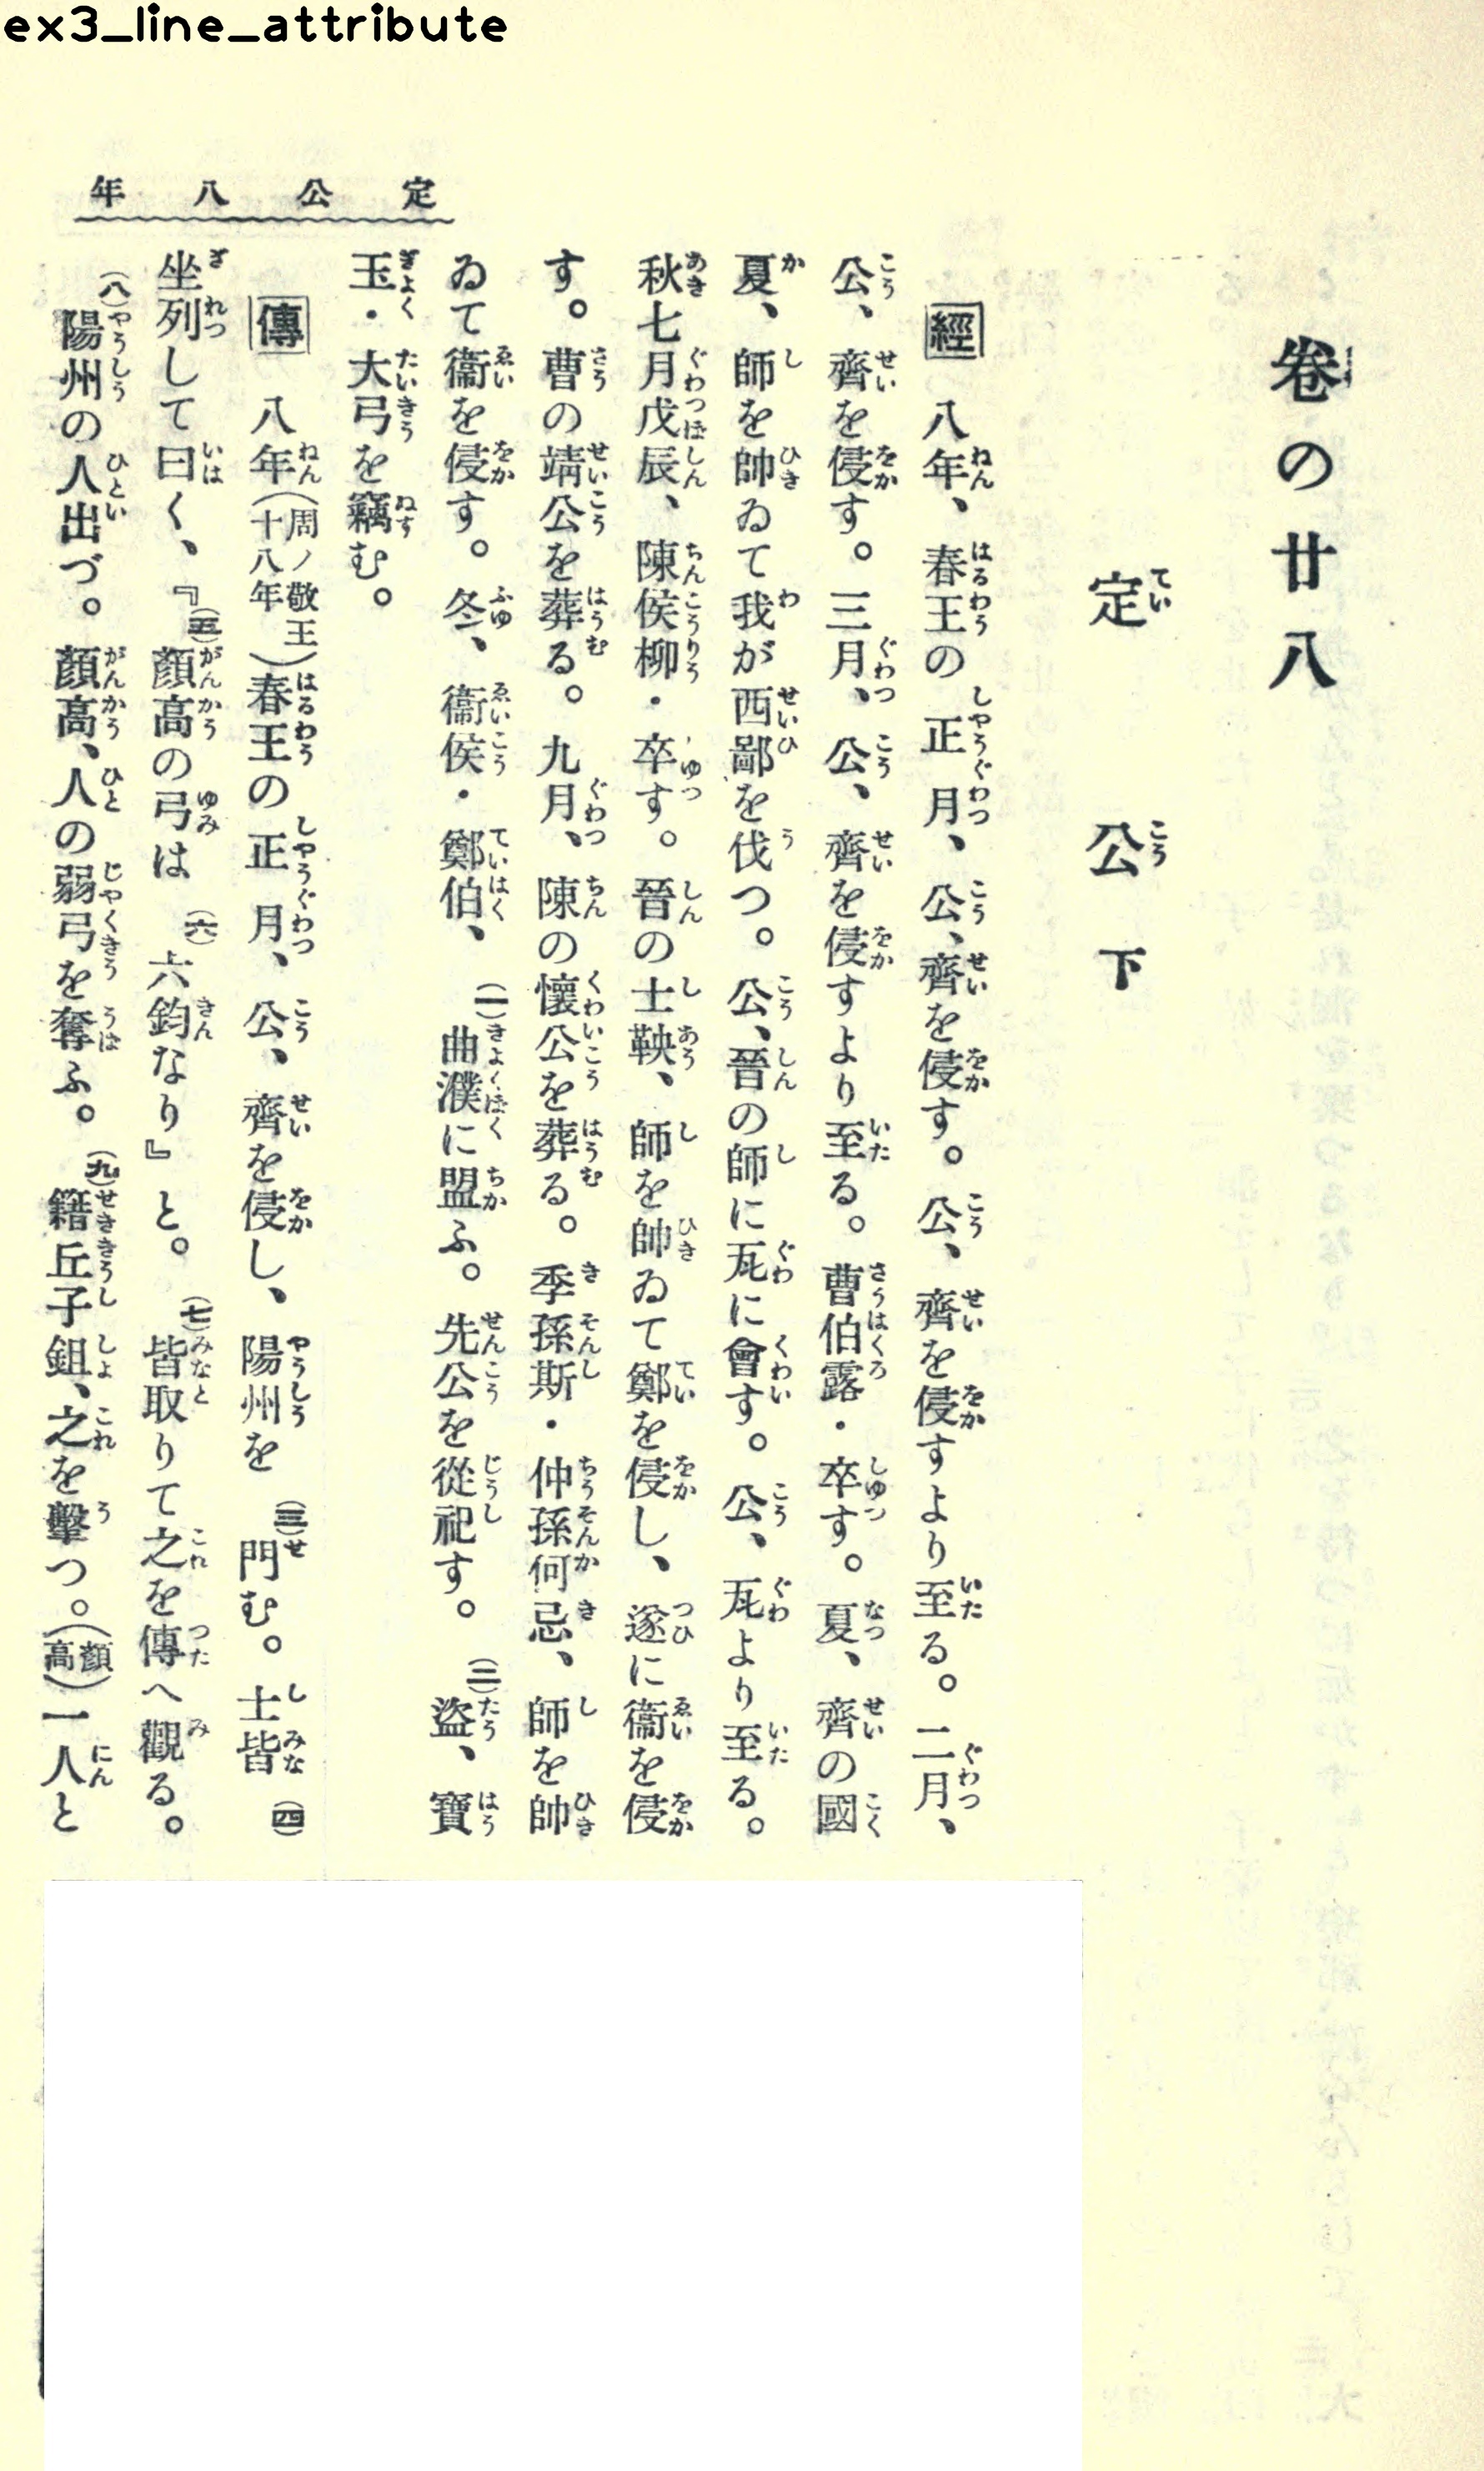 ex3_line_attribute
定公八年
卷の廿八
定公下
經 八年、春王の正月、公、齊を侵す。公、齊を侵すより至る。二月、
公、齊を侵す。三月、公、齊を侵すより至る。曹伯露・卒す。夏、齊の國
夏、師を帥ゐて我が西鄙を伐つ。公、晉の師に瓦に會す。公、瓦より至る。
秋七月戊辰、陳侯柳・卒す。晉の士鞅、師を帥ゐて鄭を侵し、遂に衞を侵
す。曹の靖公を葬る。九月、陳の懷公を葬る。季孫斯・仲孫何忌、師を帥
ゐて衞を侵す。冬、衞侯・鄭伯、(一)曲濮に盟ふ。先公を從祀す。(二)盜、寶
玉・大弓を竊む。
傳 八年(周ノ敬王十八年)春王の正月、公、齊を侵し、陽州を(三)門む。士皆(四)
坐列して曰く、『(五)顏高の弓は(六)六鈞なり』と。(七)皆取りて之を傳へ觀る。
(八)陽州の人出づ。顏高、人の弱弓を奪ふ。(九)籍丘子鉏、之を擊つ。(顏高)一人と